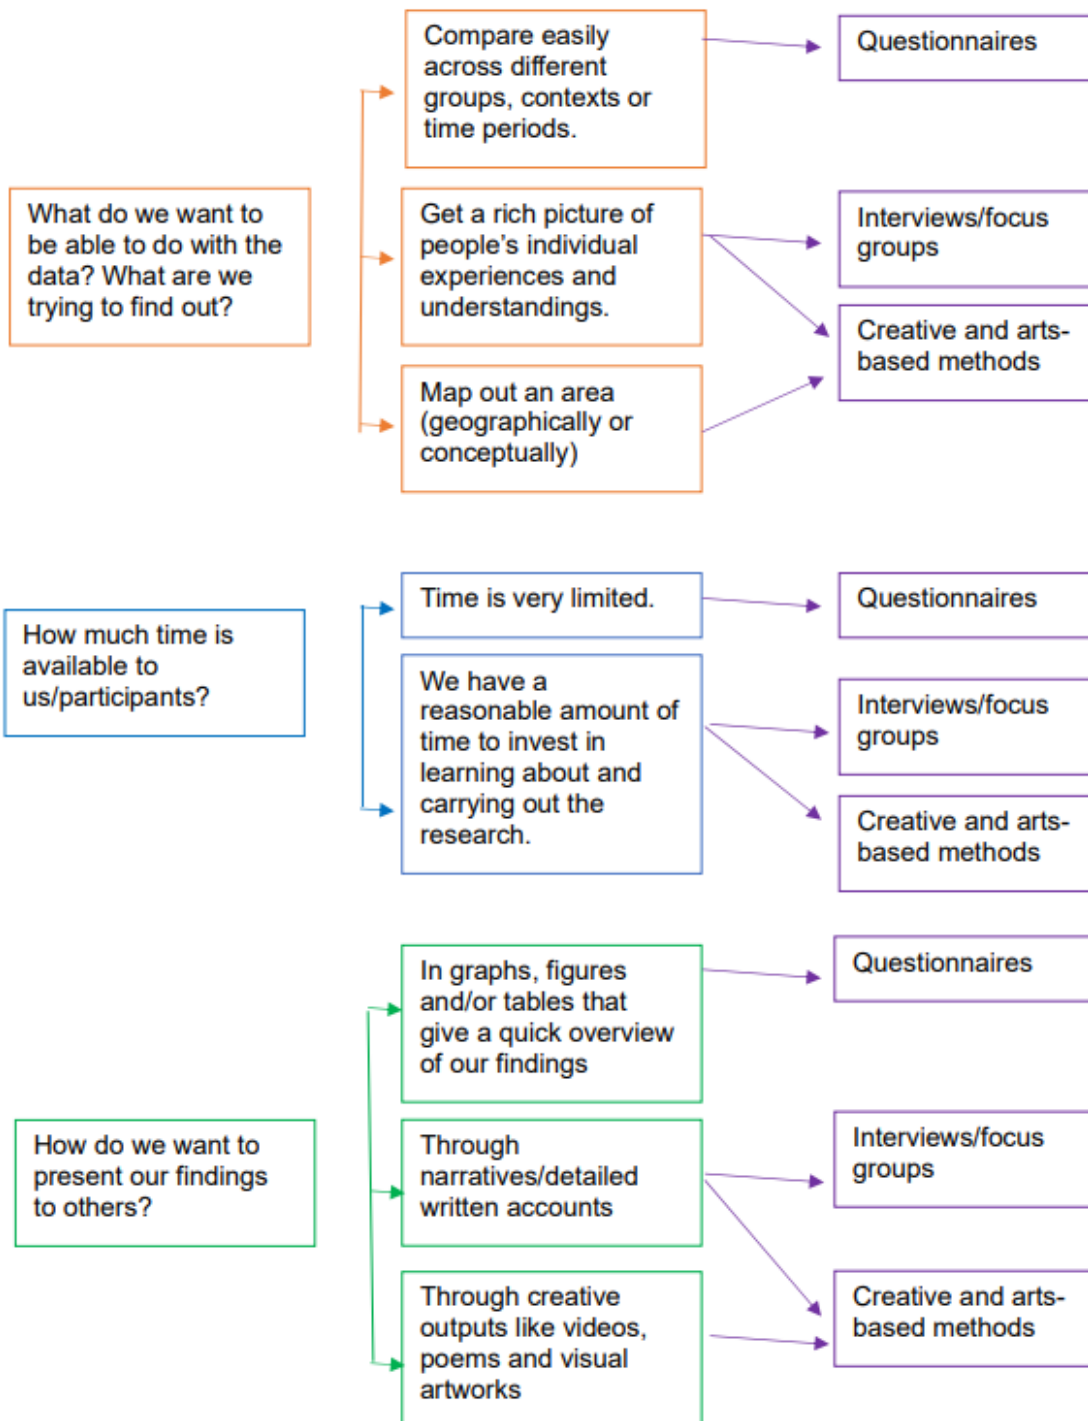 What do we want to
be able to do with the
data? What are we
trying to find out?
Compare easily
across different
groups, contexts or
time periods.
Questionnaires
Get a rich picture of
people's individual
experiences and
understandings.
Interviews/focus
groups
Creative and arts-
based methods
Map out an area
(geographically or
conceptually)
How much time is
available to
us/participants?
Time is very limited.
Questionnaires
We have a
reasonable amount of
time to invest in
learning about and
carrying out the
research.
Interviews/focus
groups
Creative and arts-
based methods
How do we want to
present our findings
to others?
In graphs, figures
and/or tables that
give a quick overview
of our findings
Questionnaires
Through
narratives/detailed
written accounts
Interviews/focus
groups
Through creative
outputs like videos,
poems and visual
artworks
Creative and arts-
based methods